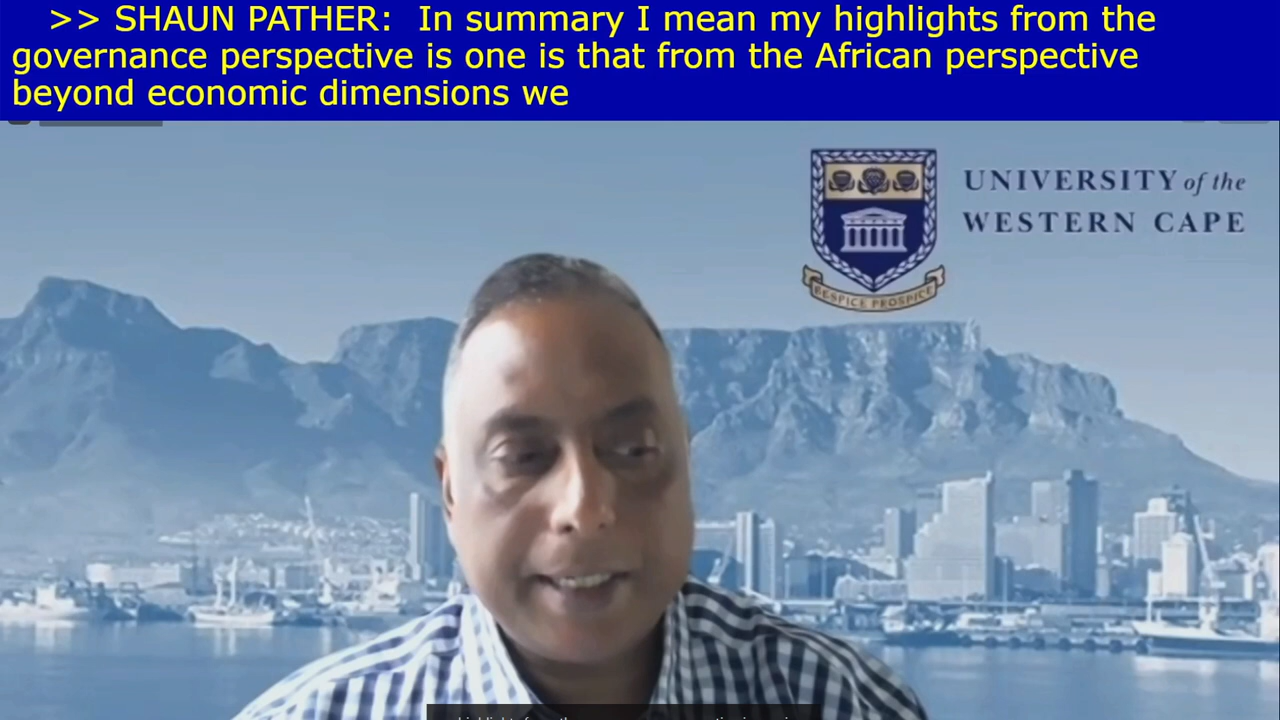 >> SHAUN PATHER: In summary I mean my highlights from the
governance perspective is one is that from the African perspective
beyond economic dimensions we
UNIVERSITY of the
WESTERN CAPE
RESPICE PROSPICE